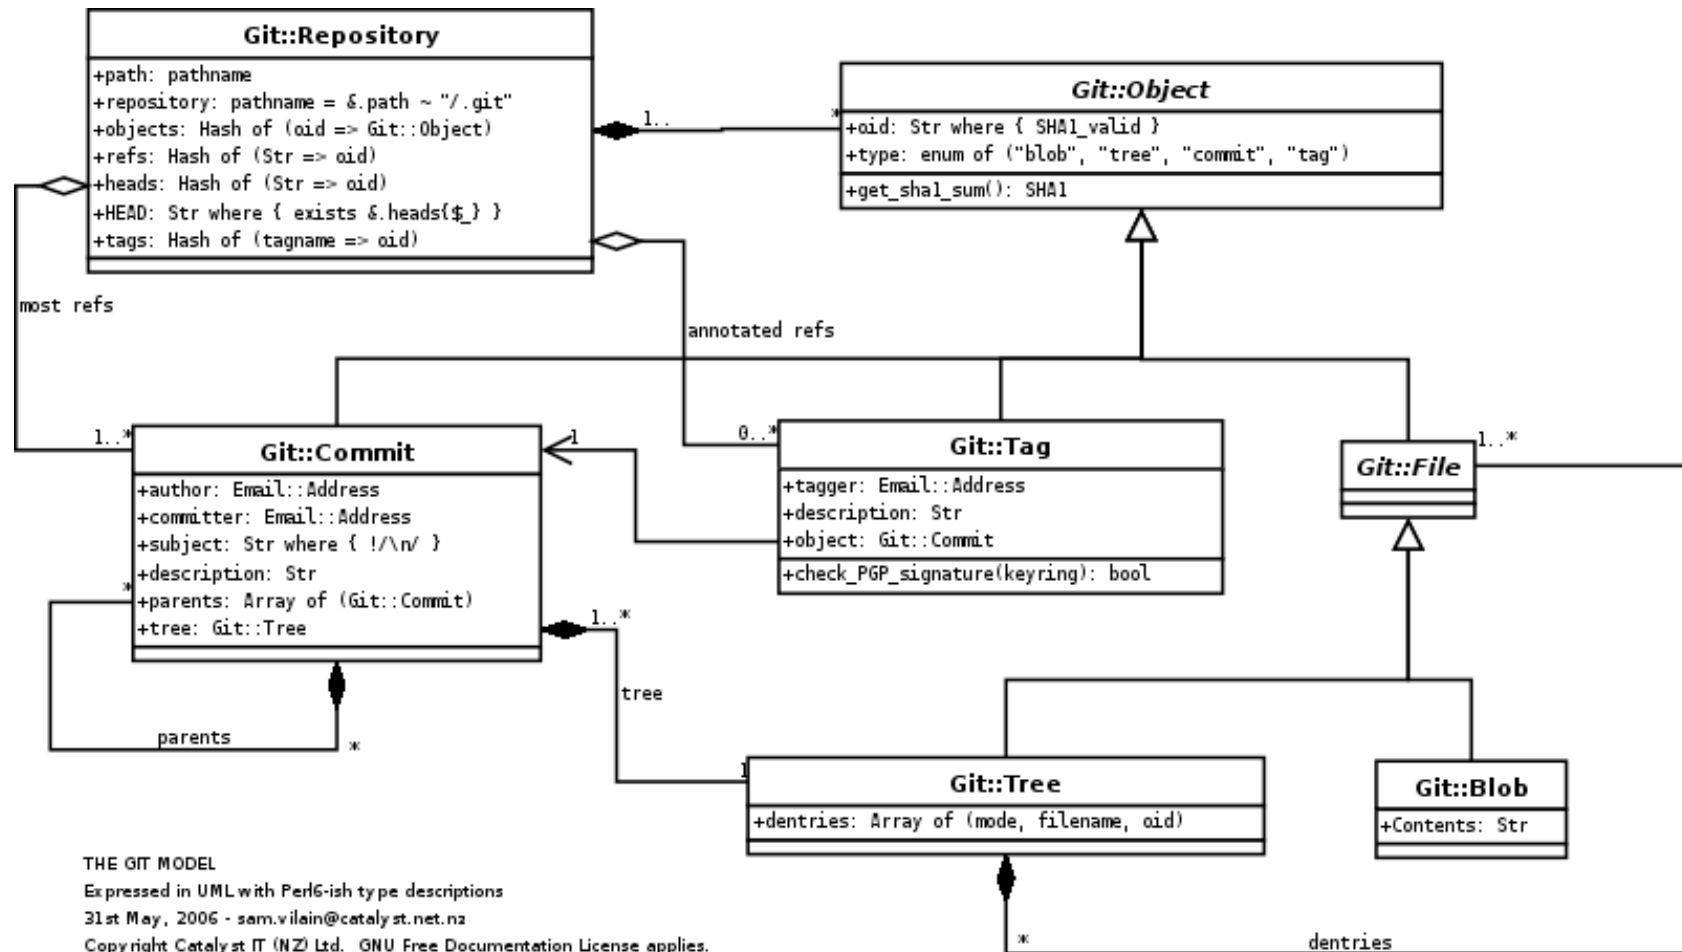 Git::Repository
+path: pathname
+repository: pathname = &.path ~ "/.git"
+objects: Hash of (oid => Git::Object)
+refs: Hash of (Str => oid)
+heads: Hash of (Str => oid)
+HEAD: Str where { exists &.heads{$_} }
+tags: Hash of (tagname => oid)
1..
*
Git::Object
+oid: Str where { SHA1_valid }
+type: enum of ("blob", "tree", "commit", "tag")
+get_sha1_sum(): SHA1
most refs
annotated refs
1..*
Git::Commit
+author: Email::Address
+committer: Email::Address
+subject: Str where { !/\n/ }
+description: Str
+parents: Array of (Git::Commit)
+tree: Git::Tree
1
0..*
Git::Tag
+tagger: Email::Address
+description: Str
+object: Git::Commit
+check_PGP_signature(keyring): bool
Git::File
1..*
*
parents
*
1..*
tree
1
Git::Tree
+dentries: Array of (mode, filename, oid)
Git::Blob
+Contents: Str
*
dentries
THE GIT MODEL
Expressed in UML with Perl6-ish type descriptions
31st May, 2006 - sam.vilain@catalyst.net.nz
Copyright Catalyst IT (NZ) Ltd. GNU Free Documentation License applies.